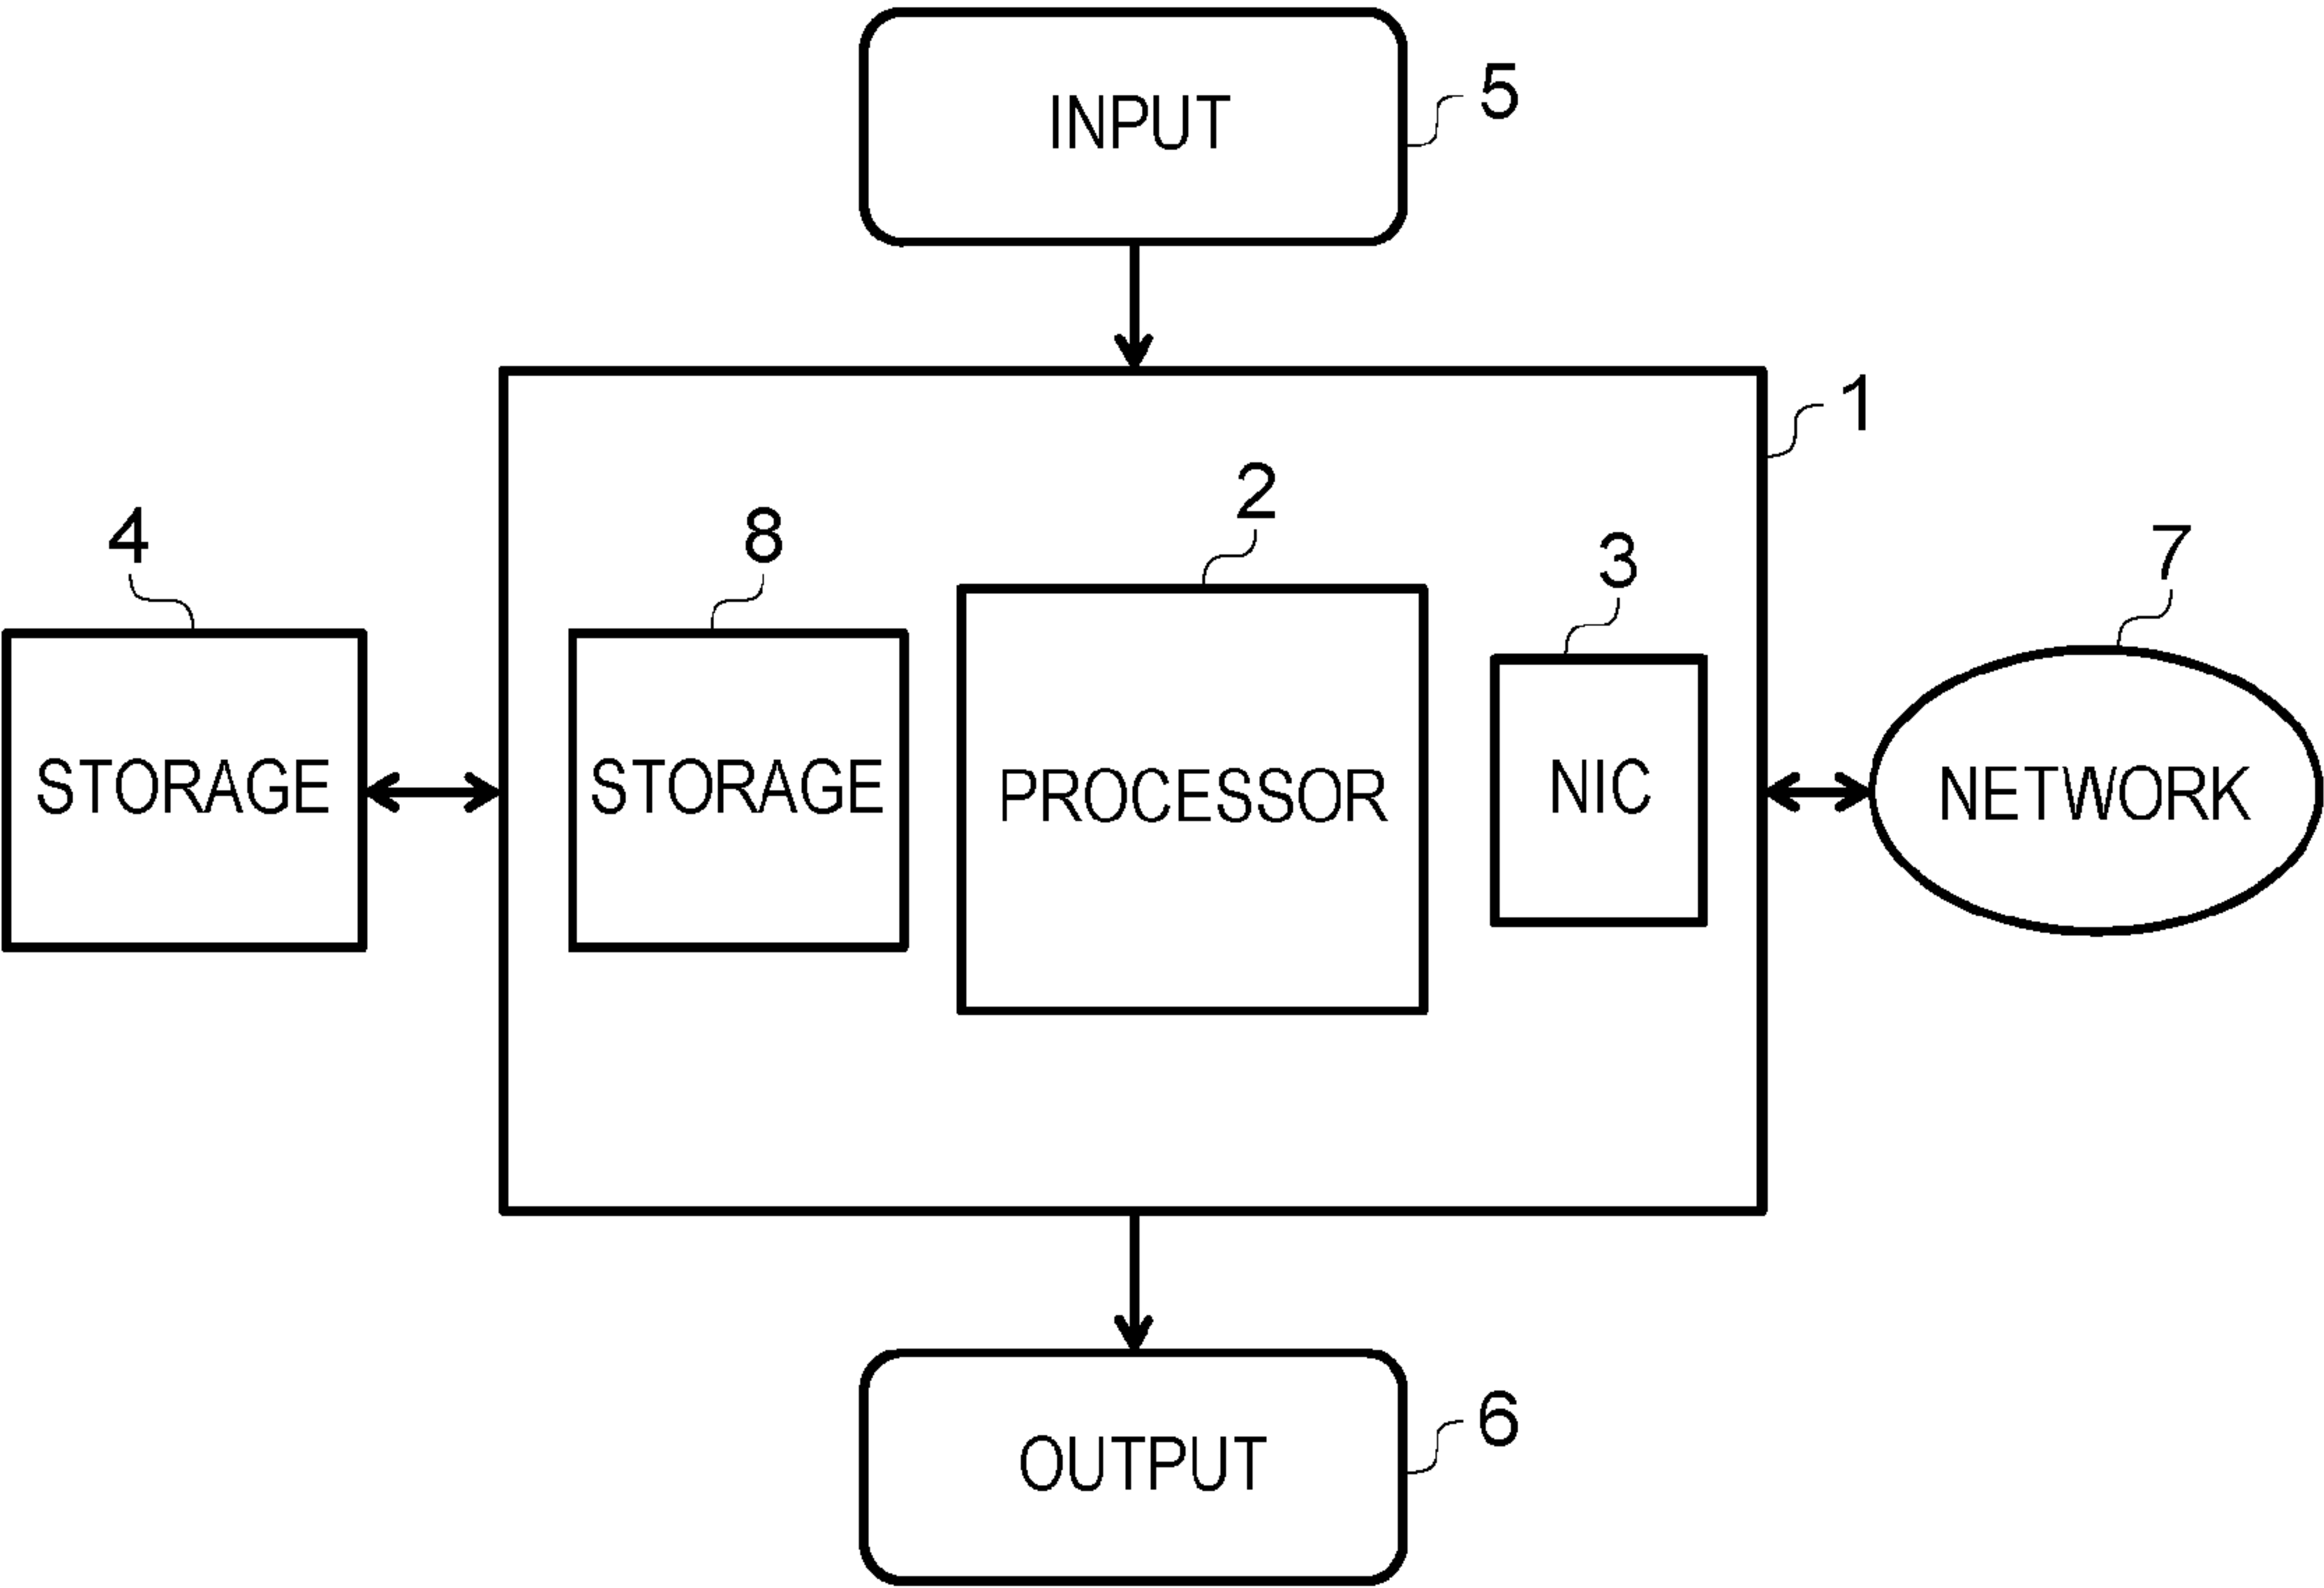 INPUT
5
1
2
4
8
3
7
STORAGE
STORAGE
PROCESSOR
NIC
NETWORK
6
OUTPUT